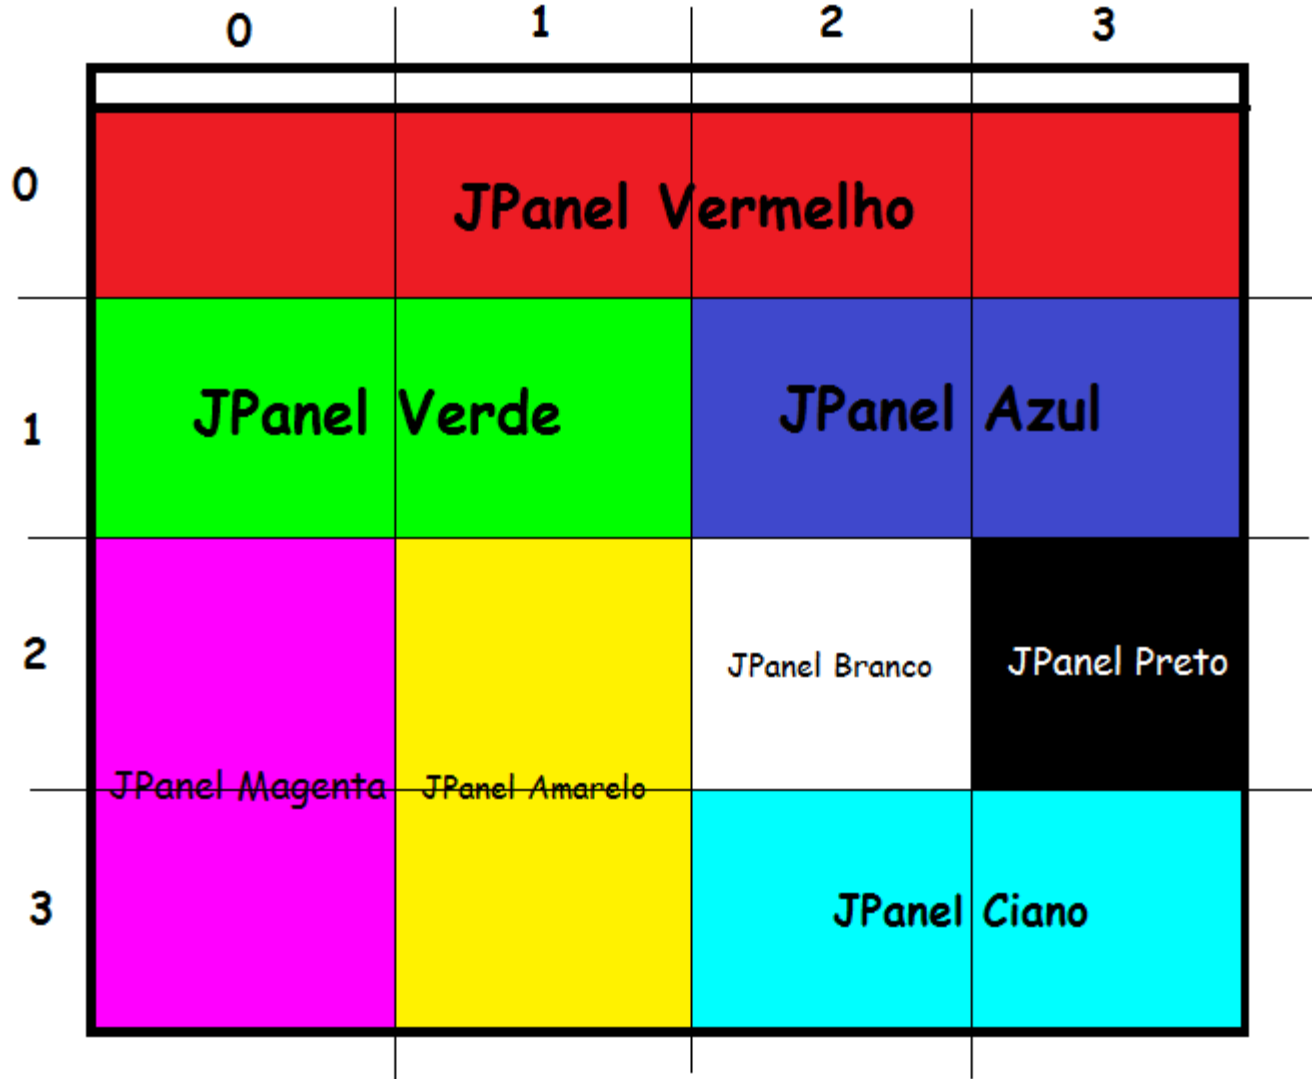 0 1 2 3
0
JPanel Vermelho
1
JPanel Verde
JPanel Azul
2
JPanel Branco
JPanel Preto
JPanel Magenta
JPanel Amarelo
3
JPanel Ciano